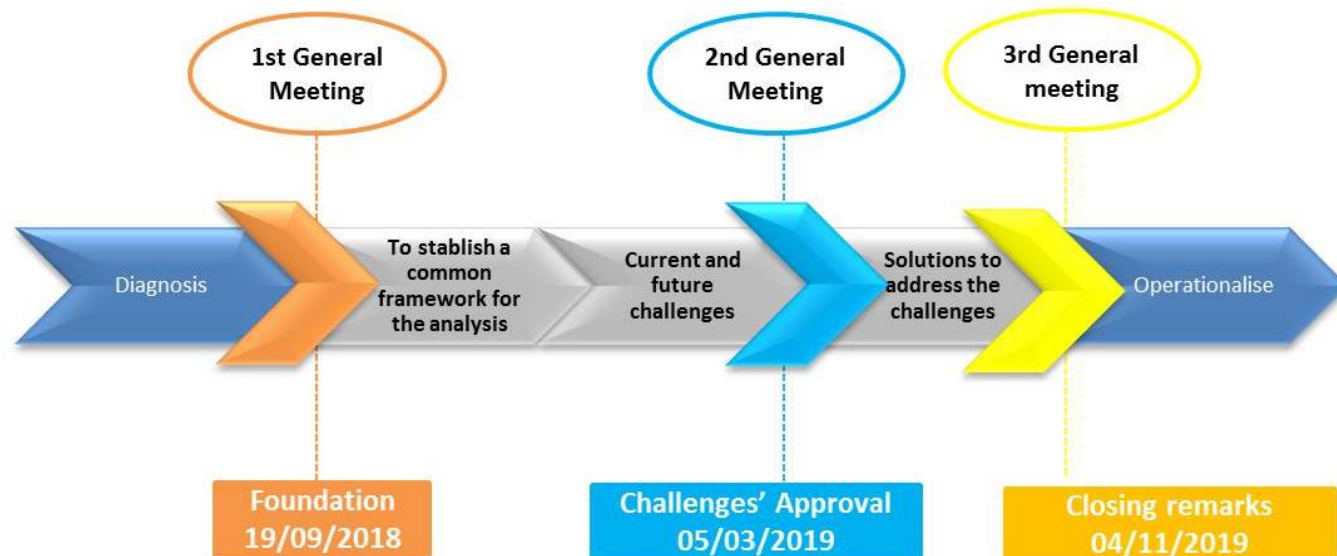 1st General
Meeting
2nd General
Meeting
3rd General
meeting
Diagnosis
To stablish a
common
framework for
the analysis
Current and
future
challenges
Solutions to
address the
challenges
Operationalise
Foundation
19/09/2018
Challenges’ Approval
05/03/2019
Closing remarks
04/11/2019